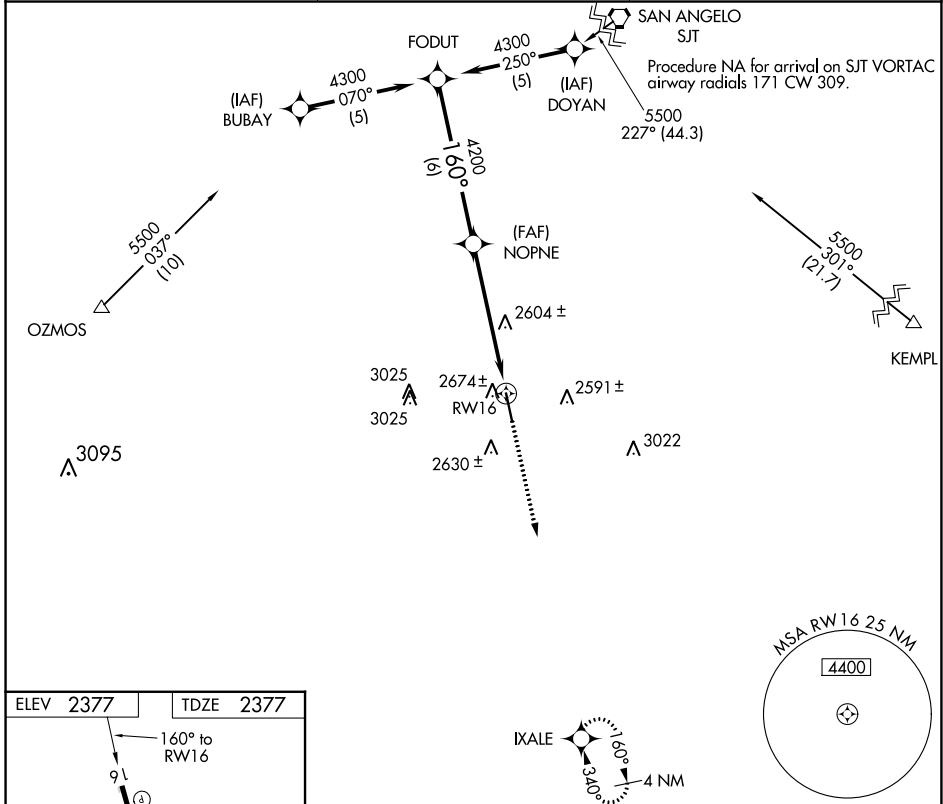 SAN ANGELO
SJT
FODUT
4300
250°
(5)
(IAF)
DOYAN
Procedure NA for arrival on SJT VORTAC
airway radials 171 CW 309.
5500
227° (44.3)
4300
070°
(5)
(IAF)
BUBAY
4200
160°
(6)
5500
037°
(10)
OZMOS
(FAF)
NOPNE
5500
301°
(21.7)
KEMPL
2604 ±
3025
3025
2674±
RW16
2591 ±
3095
2630 ±
3022
MSA RW16 25 NM
4400
ELEV 2377
TDZE 2377
160° to
RW16
16
P
IXALE
160°
340°
4 NM